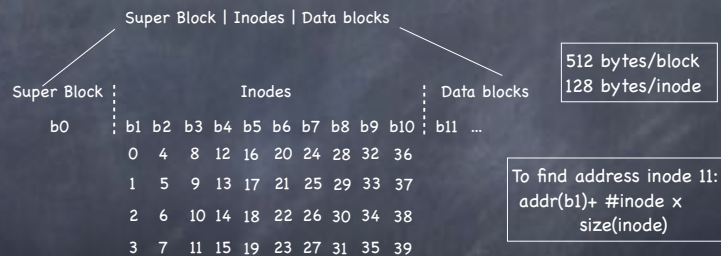 Super Block | Inodes | Data blocks
512 bytes/block
128 bytes/inode
Super Block Inodes Data blocks
b0 b1 b2 b3 b4 b5 b6 b7 b8 b9 b10 b11 ...
0 4 8 12 16 20 24 28 32 36
1 5 9 13 17 21 25 29 33 37
2 6 10 14 18 22 26 30 34 38
3 7 11 15 19 23 27 31 35 39
To find address inode 11:
addr(b1)+ #inode x
size(inode)